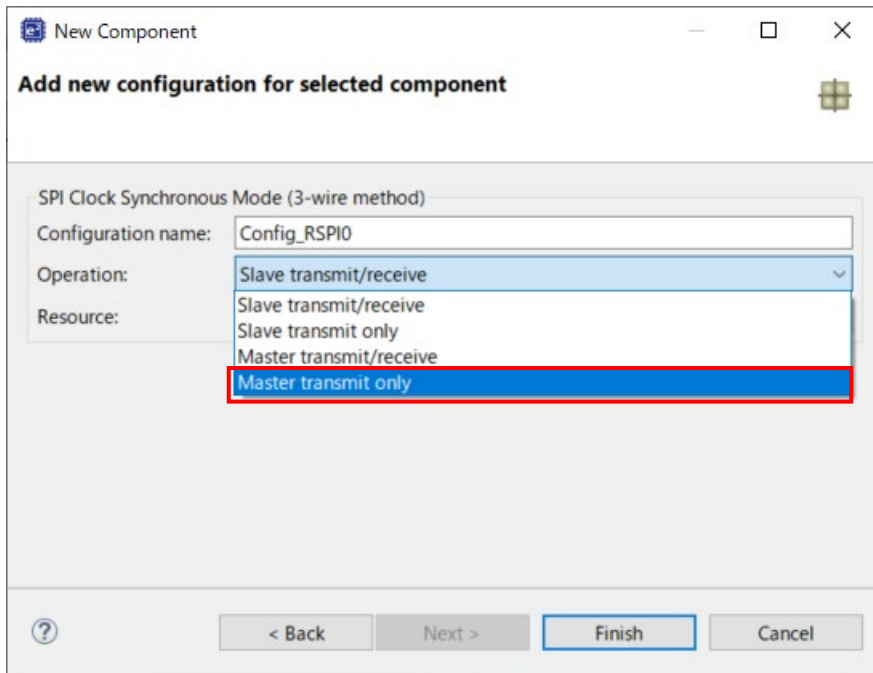 New Component
Add new configuration for selected component
SPI Clock Synchronous Mode (3-wire method)
Configuration name: Config_RSPI0
Operation: Slave transmit/receive
Slave transmit/receive
Resource:
Slave transmit only
Master transmit/receive
Master transmit only
< Back Next > Finish Cancel